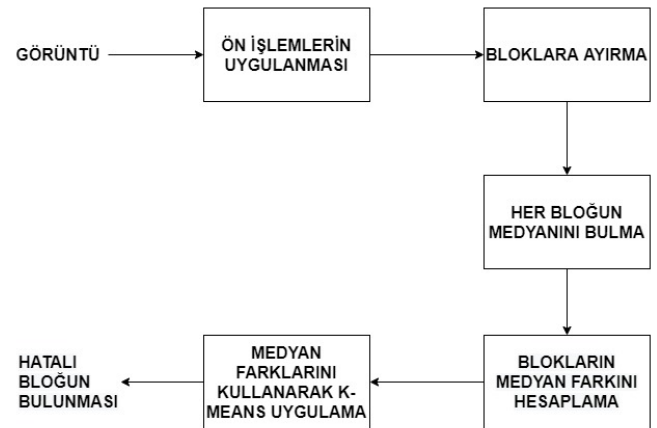 GÖRÜNTÜ
ÖN İŞLEMLERİN
UYGULANMASI
BLOKLARA AYIRMA
HER BLOĞUN
MEDYANINI BULMA
BLOKLARIN
MEDYAN FARKINI
HESAPLAMA
MEDYAN
FARKLARINI
KULLANARAK K-
MEANS UYGULAMA
HATALI
BLOĞUN
BULUNMASI